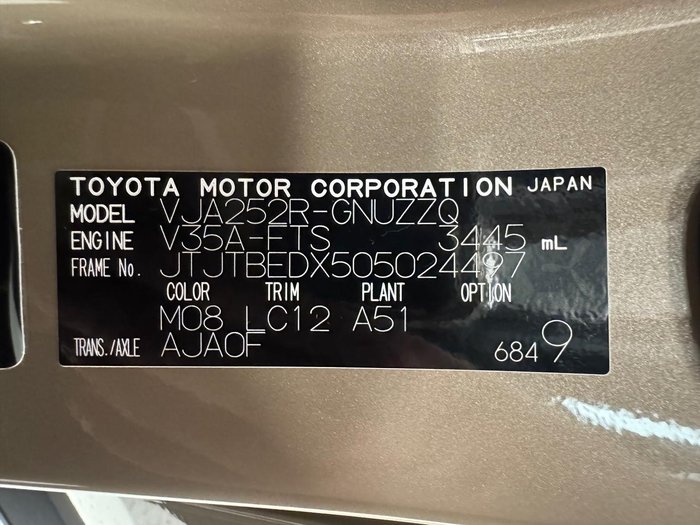 TOYOTA MOTOR CORPORATION JAPAN
MODEL VJA252R-GNUZZQ
ENGINE V35A-FTS 3445 mL
FRAME No. JTJTBEDX505024497
COLOR TRIM PLANT OPTION
M08 LC12 A51
TRANS./AXLE AJA0F 6849